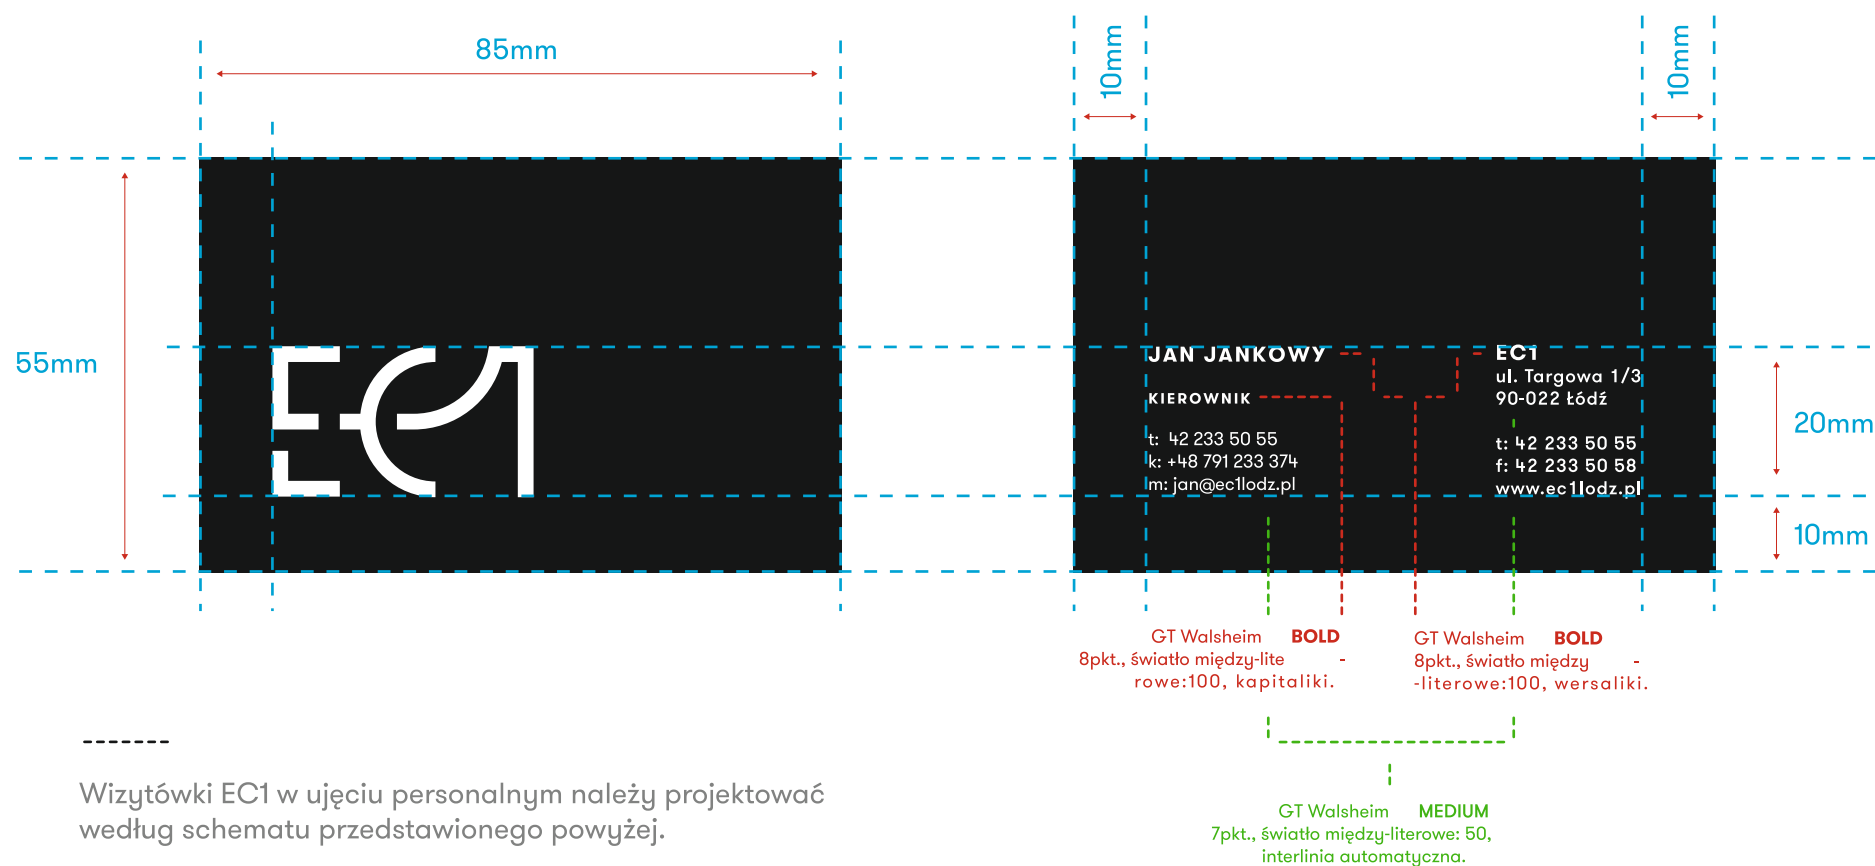 85mm
10mm
10mm
55mm
EC1
JAN JANKOWY
KIEROWNIK
t: 42 233 50 55
k: +48 791 233 374
m: jan@ec1lodz.pl
EC1
ul. Targowa 1/3
90-022 Łódź
t: 42 233 50 55
f: 42 233 50 58
www.ec1lodz.pl
20mm
10mm
GT Walsheim BOLD
8pkt., światło między-lite -
rowe:100, kapitaliki.
GT Walsheim BOLD
8pkt., światło między -
-literowe:100, wersaliki.
Wizytówki EC1 w ujęciu personalnym należy projektować
według schematu przedstawionego powyżej.
GT Walsheim MEDIUM
7pkt., światło między-literowe: 50,
interlinia automatyczna.